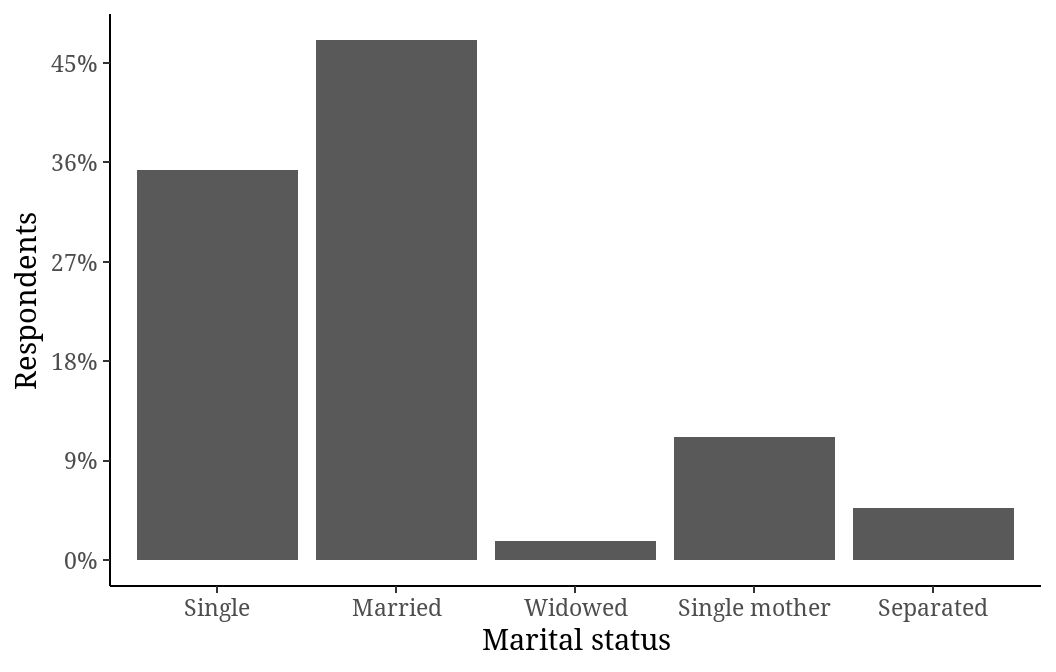 45%
36%
27%
18%
9%
0%
Respondents
Single Married Widowed Single mother Separated
Marital status